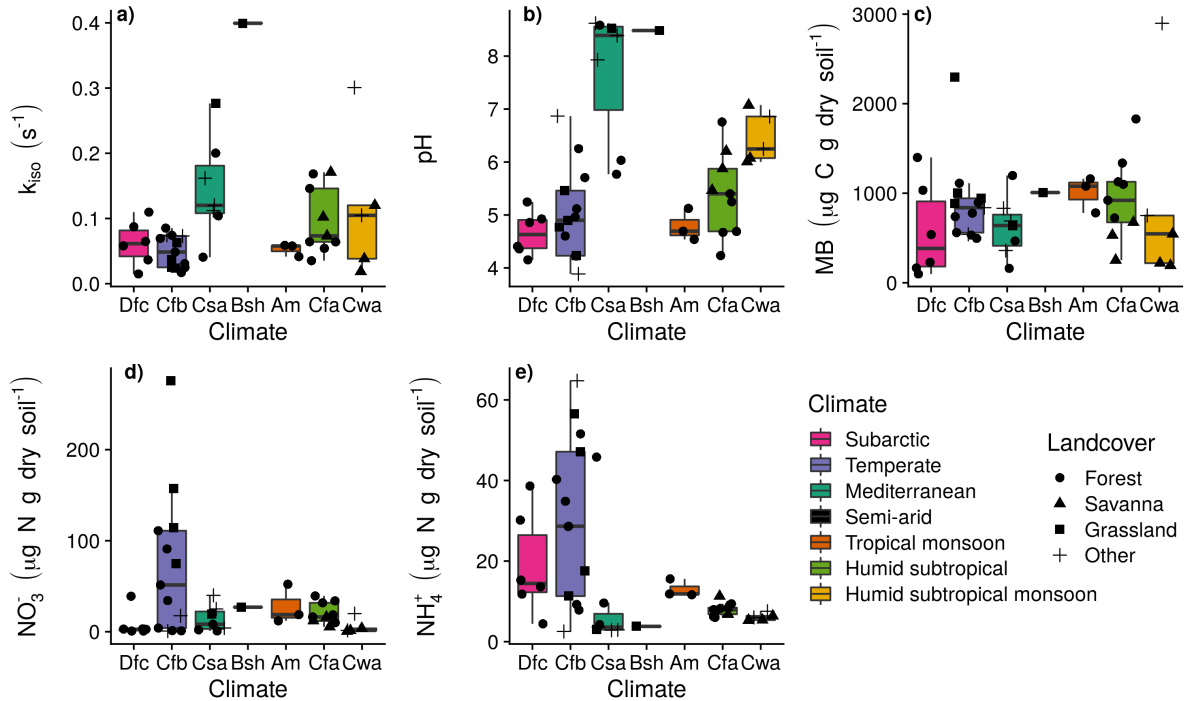 a)
k_iso (s⁻¹)
0.4
0.3
0.2
0.1
0.0
Dfc Cfb Csa Bsh Am Cfa Cwa
Climate
b)
pH
8
7
6
5
4
Dfc Cfb Csa Bsh Am Cfa Cwa
Climate
c)
MB (μg C g dry soil⁻¹)
3000
2000
1000
0
Dfc Cfb Csa Bsh Am Cfa Cwa
Climate
d)
NO₃⁻ (μg N g dry soil⁻¹)
200
100
0
Dfc Cfb Csa Bsh Am Cfa Cwa
Climate
e)
NH₄⁺ (μg N g dry soil⁻¹)
60
40
20
0
Dfc Cfb Csa Bsh Am Cfa Cwa
Climate
Climate
Subarctic
Temperate
Mediterranean
Semi-arid
Tropical monsoon
Humid subtropical
Humid subtropical monsoon
Landcover
Forest
Savanna
Grassland
Other